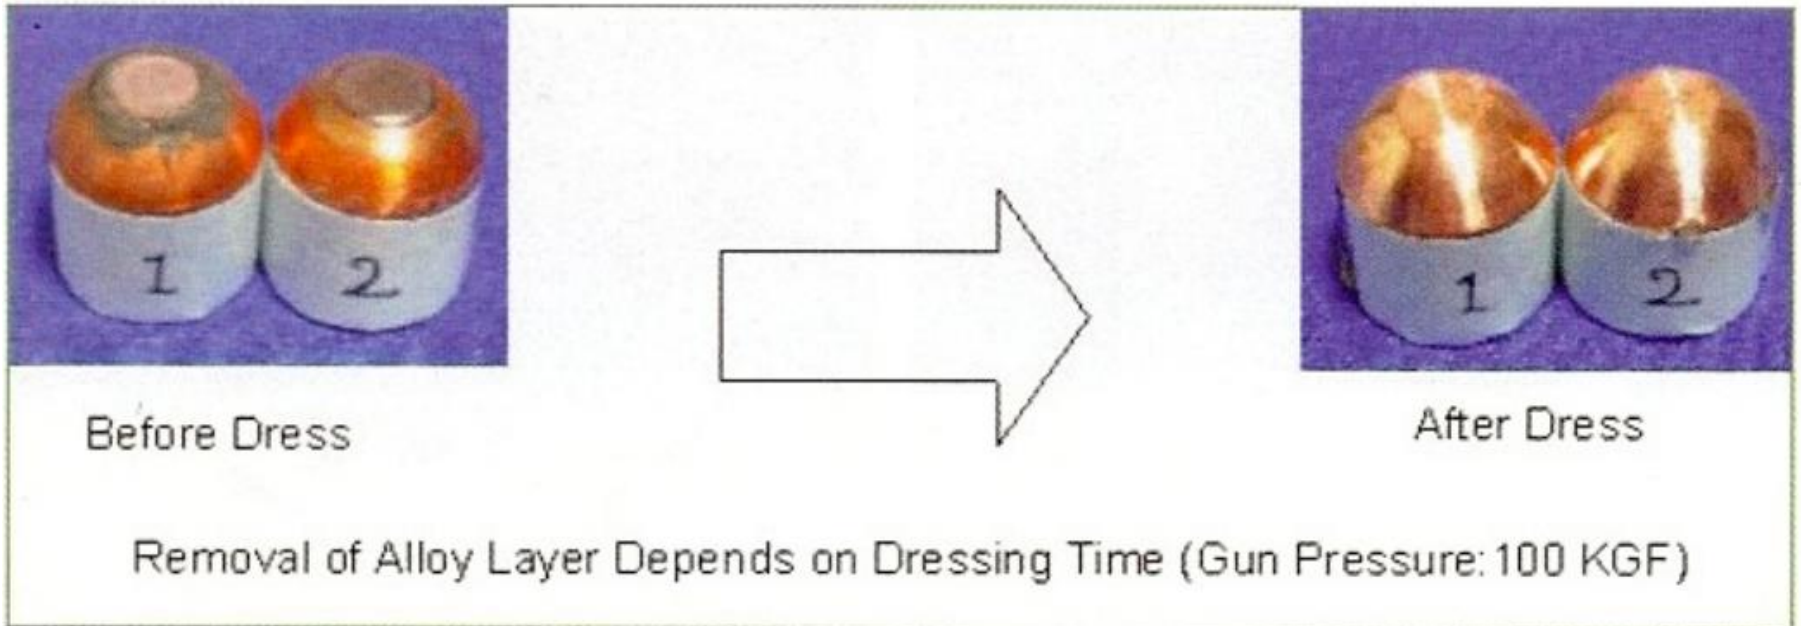 1
2
1
2
Before Dress
After Dress
Removal of Alloy Layer Depends on Dressing Time (Gun Pressure:100 KGF)